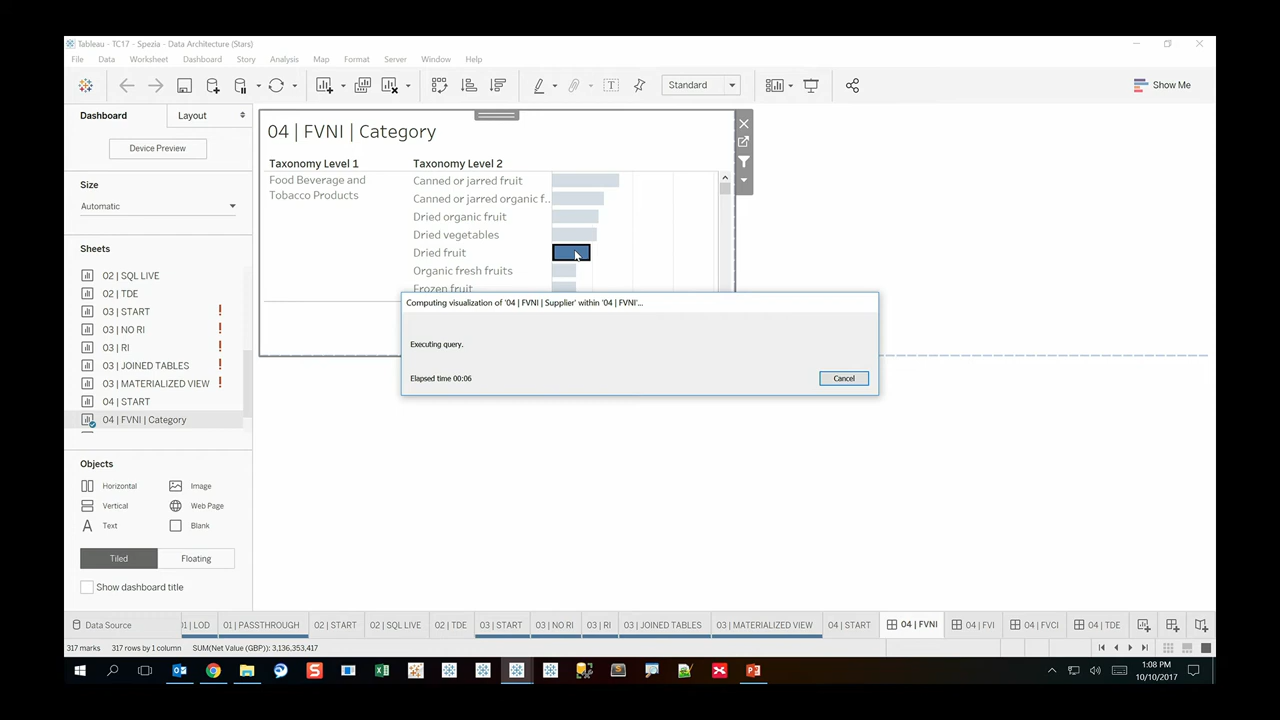 Tableau - TC17 - Spezia - Data Architecture (Stars)
File Data Worksheet Dashboard Story Analysis Map Format Server Window Help
Standard
Show Me
Dashboard
Layout
Device Preview
Size
Automatic
Sheets
02 | SQL LIVE
02 | TDE
03 | START !
03 | NO RI !
03 | RI !
03 | JOINED TABLES !
03 | MATERIALIZED VIEW !
04 | START
04 | FVNI | Category
Objects
Horizontal
Image
Vertical
Web Page
A Text
Blank
Tiled
Floating
Show dashboard title
04 | FVNI | Category
Taxonomy Level 1
Taxonomy Level 2
Food Beverage and
Tobacco Products
Canned or jarred fruit
Canned or jarred organic f..
Dried organic fruit
Dried vegetables
Dried fruit
Organic fresh fruits
Frozen fruit
Computing visualization of '04 | FVNI | Supplier' within '04 | FVNI'...
Executing query.
Elapsed time 00:06
Cancel
Data Source
01 | LOD
01 | PASSTHROUGH
02 | START
02 | SQL LIVE
02 | TDE
03 | START
03 | NO RI
03 | RI
03 | JOINED TABLES
03 | MATERIALIZED VIEW
04 | START
04 | FVNI
04 | FVI
04 | FVCI
04 | TDE
317 marks 317 rows by 1 column SUM(Net Value (GBP)): 3,136,353,417
1:08 PM
10/10/2017